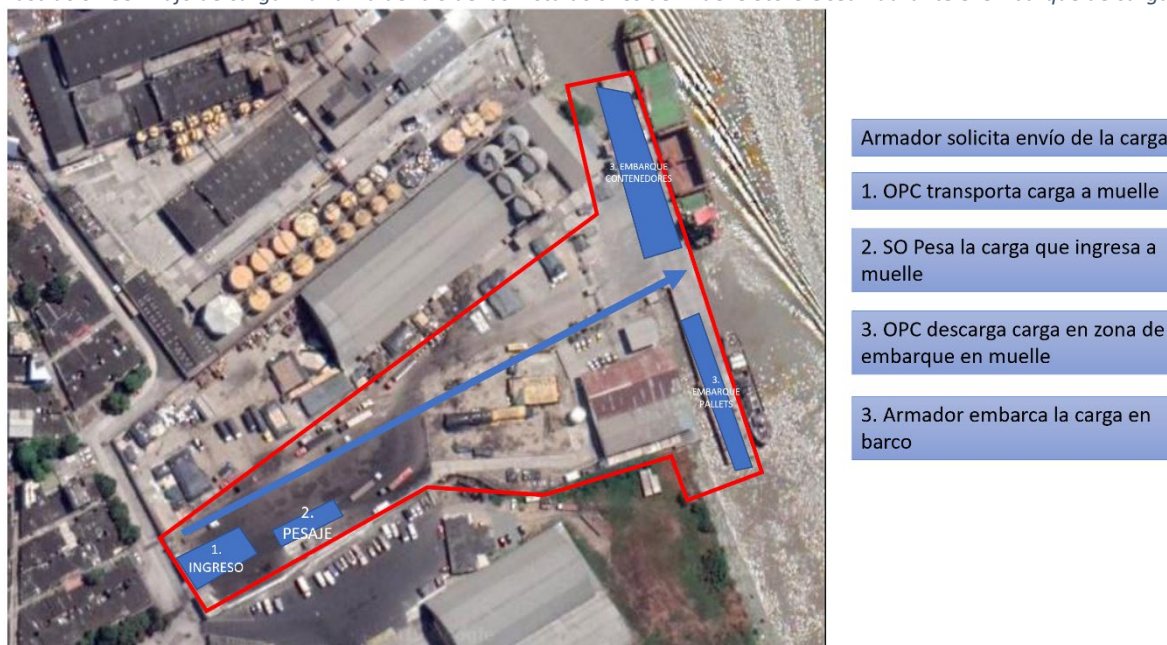 3. EMBARQUE
CONTENEDORES
3.
EMBARQUE
PALLETS
2.
PESAJE
1.
INGRESO
Armador solicita envío de la carga
1. OPC transporta carga a muelle
2. SO Pesa la carga que ingresa a
muelle
3. OPC descarga carga en zona de
embarque en muelle
3. Armador embarca la carga en
barco